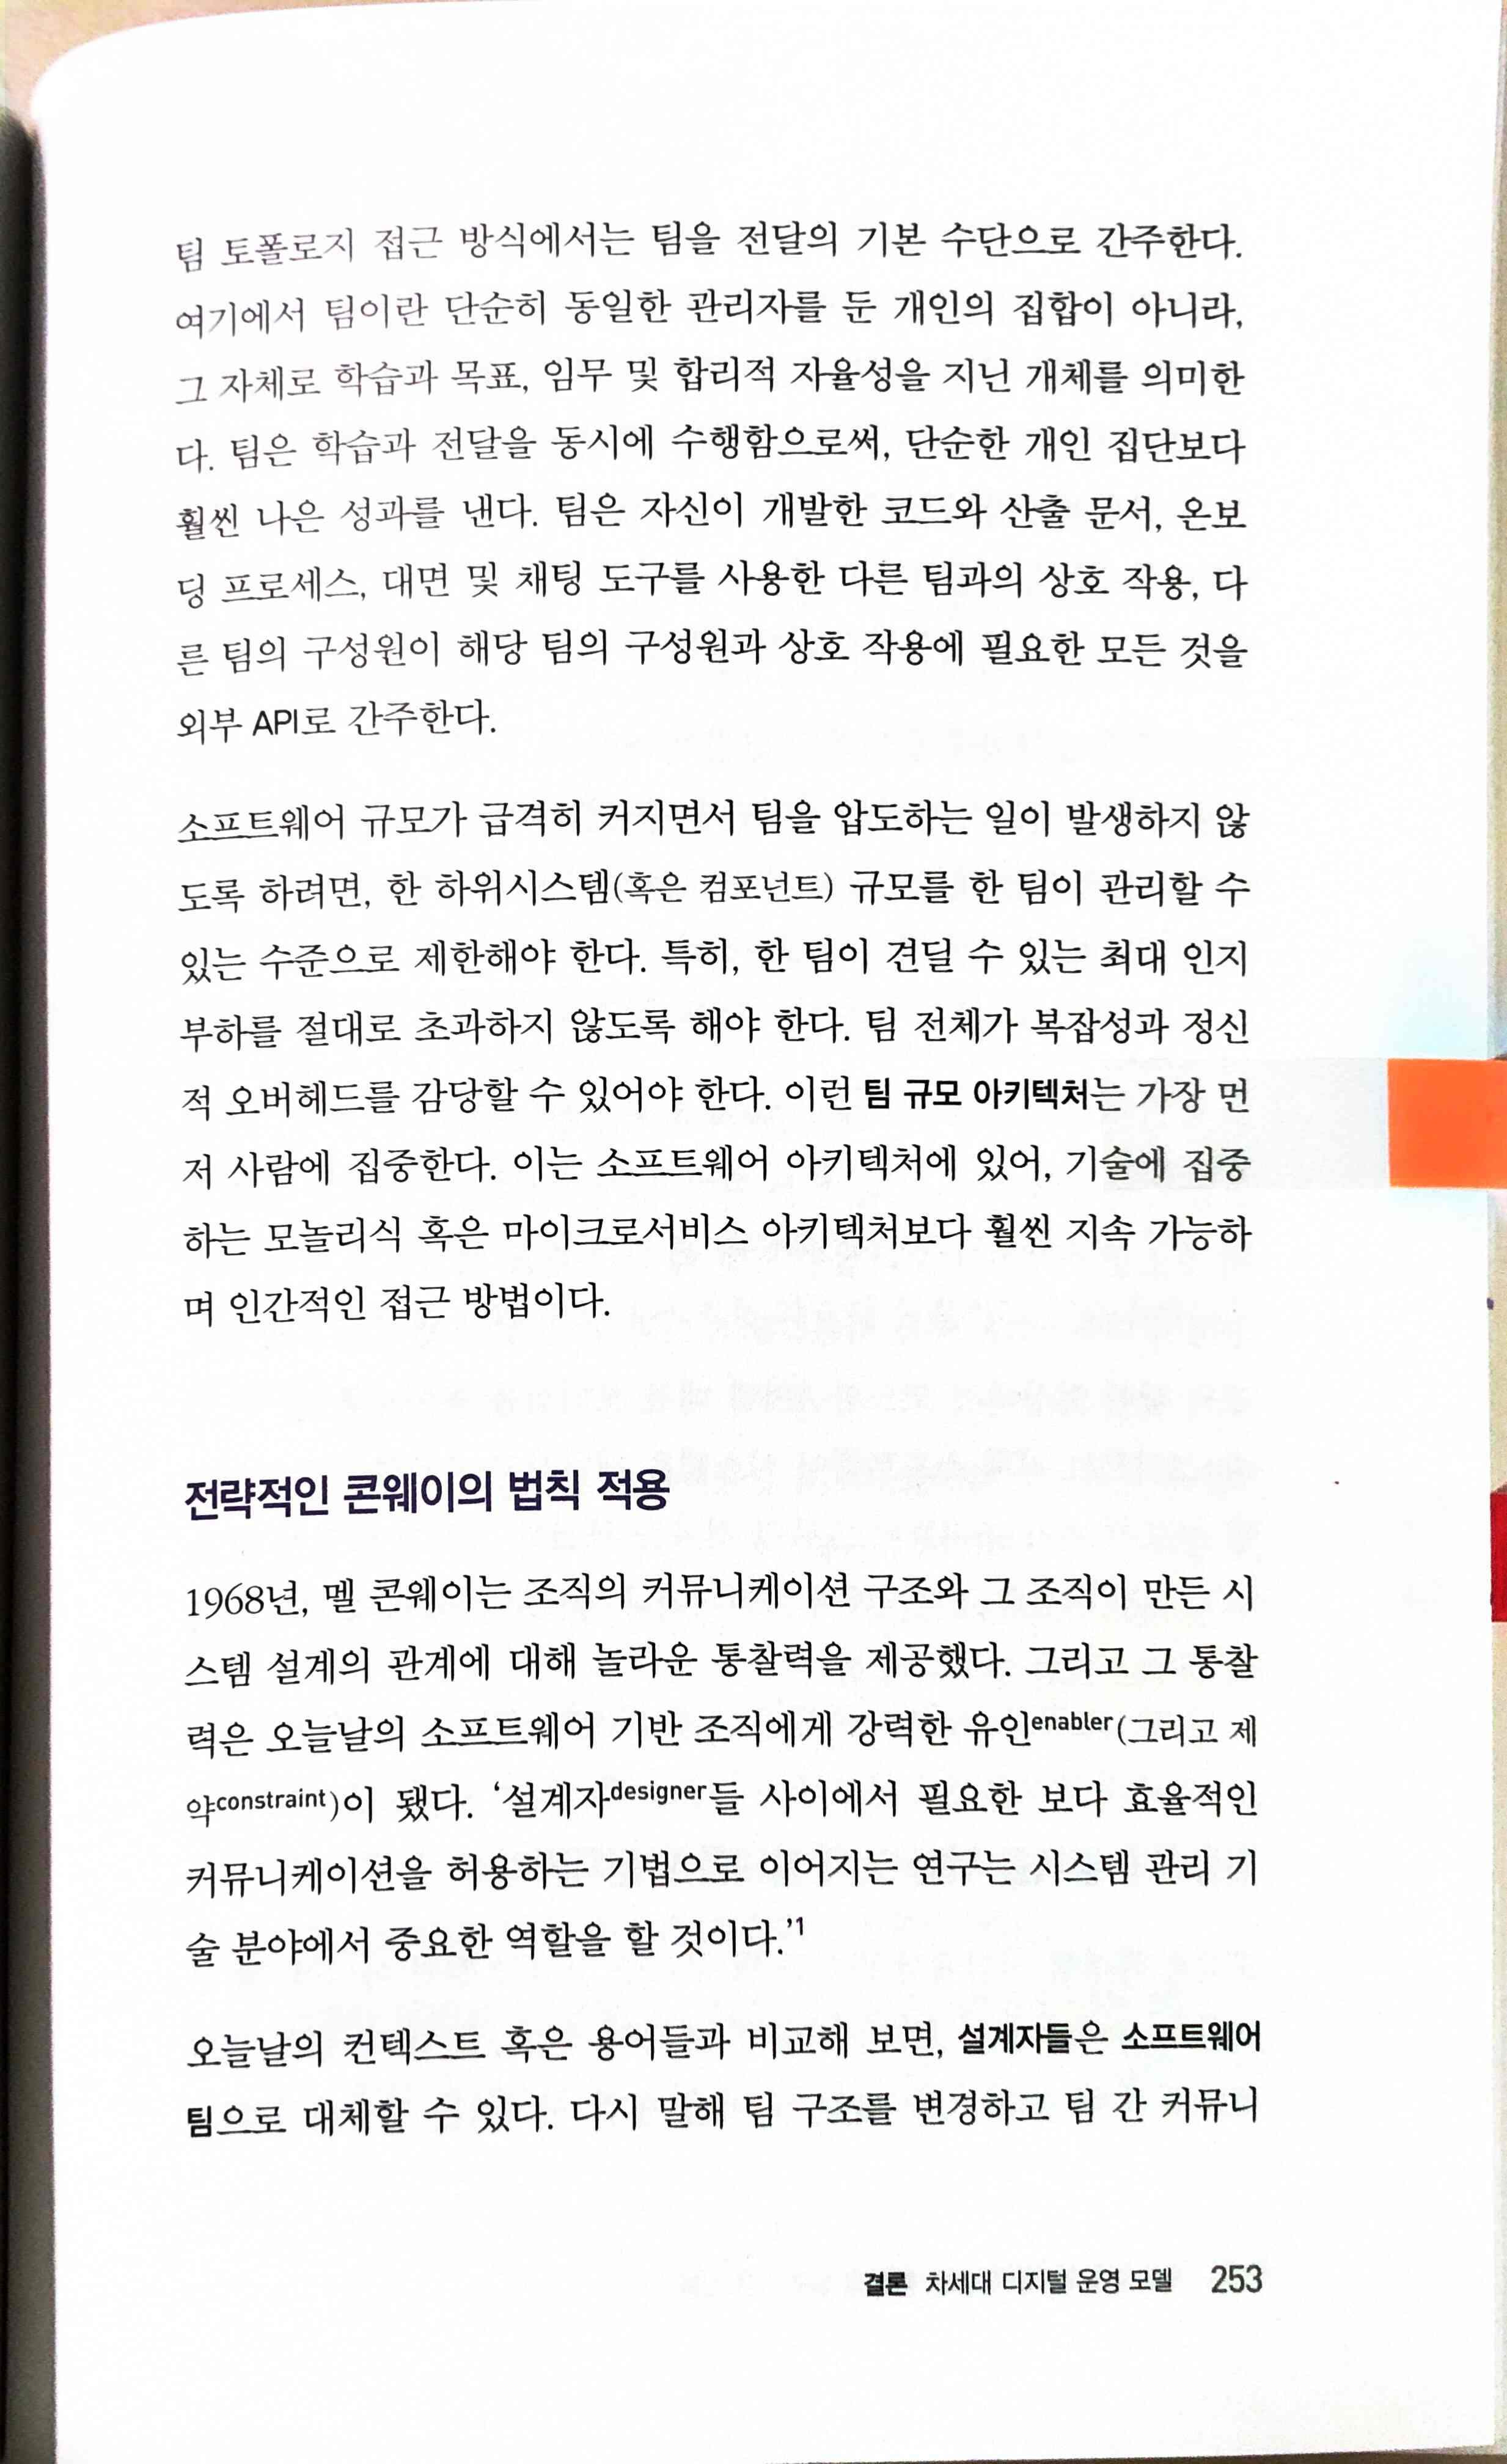 팀 토폴로지 접근 방식에서는 팀을 전달의 기본 수단으로 간주한다.
여기에서 팀이란 단순히 동일한 관리자를 둔 개인의 집합이 아니라,
그 자체로 학습과 목표, 임무 및 합리적 자율성을 지닌 개체를 의미한
다. 팀은 학습과 전달을 동시에 수행함으로써, 단순한 개인 집단보다
훨씬 나은 성과를 낸다. 팀은 자신이 개발한 코드와 산출 문서, 온보
딩 프로세스, 대면 및 채팅 도구를 사용한 다른 팀과의 상호 작용, 다
른 팀의 구성원이 해당 팀의 구성원과 상호 작용에 필요한 모든 것을
외부 API로 간주한다.
소프트웨어 규모가 급격히 커지면서 팀을 압도하는 일이 발생하지 않
도록 하려면, 한 하위시스템(혹은 컴포넌트) 규모를 한 팀이 관리할 수
있는 수준으로 제한해야 한다. 특히, 한 팀이 견딜 수 있는 최대 인지
부하를 절대로 초과하지 않도록 해야 한다. 팀 전체가 복잡성과 정신
적 오버헤드를 감당할 수 있어야 한다. 이런 팀 규모 아키텍처는 가장 먼
저 사람에 집중한다. 이는 소프트웨어 아키텍처에 있어, 기술에 집중
하는 모놀리식 혹은 마이크로서비스 아키텍처보다 훨씬 지속 가능하
며 인간적인 접근 방법이다.
전략적인 콘웨이의 법칙 적용
1968년, 멜 콘웨이는 조직의 커뮤니케이션 구조와 그 조직이 만든 시
스템 설계의 관계에 대해 놀라운 통찰력을 제공했다. 그리고 그 통찰
력은 오늘날의 소프트웨어 기반 조직에게 강력한 유인enabler(그리고 제
약constraint)이 됐다. ‘설계자designer들 사이에서 필요한 보다 효율적인
커뮤니케이션을 허용하는 기법으로 이어지는 연구는 시스템 관리 기
술 분야에서 중요한 역할을 할 것이다.’1
오늘날의 컨텍스트 혹은 용어들과 비교해 보면, 설계자들은 소프트웨어
팀으로 대체할 수 있다. 다시 말해 팀 구조를 변경하고 팀 간 커뮤니
결론 차세대 디지털 운영 모델 253